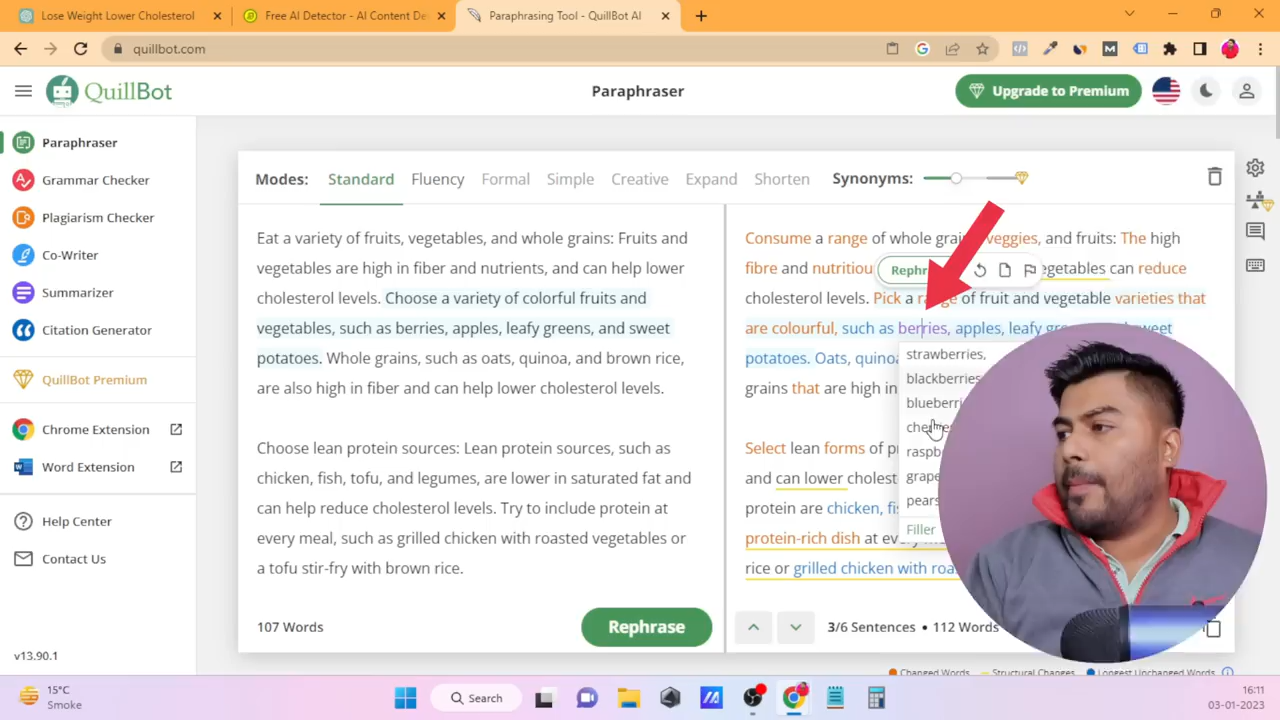 Lose Weight Lower Cholesterol
Free AI Detector - AI Content De
Paraphrasing Tool - QuillBot AI
quillbot.com
QuillBot
Paraphraser
Upgrade to Premium
Paraphraser
Grammar Checker
Plagiarism Checker
Co-Writer
Summarizer
Citation Generator
QuillBot Premium
Chrome Extension
Word Extension
Help Center
Contact Us
v13.90.1
Modes: Standard Fluency Formal Simple Creative Expand Shorten Synonyms:
Eat a variety of fruits, vegetables, and whole grains: Fruits and
vegetables are high in fiber and nutrients, and can help lower
cholesterol levels. Choose a variety of colorful fruits and
vegetables, such as berries, apples, leafy greens, and sweet
potatoes. Whole grains, such as oats, quinoa, and brown rice,
are also high in fiber and can help lower cholesterol levels.
Choose lean protein sources: Lean protein sources, such as
chicken, fish, tofu, and legumes, are lower in saturated fat and
can help reduce cholesterol levels. Try to include protein at
every meal, such as grilled chicken with roasted vegetables or
a tofu stir-fry with brown rice.
107 Words
Rephrase
Consume a range of whole grai veggies, and fruits: The high
fibre and nutritiou Rephr egetables can reduce
cholesterol levels. Pick a of fruit and vegetable varieties that
are colourful, such as berries, apples, leafy weet
potatoes. Oats, quino
grains that are high in
strawberries,
blackberries
blueberri
raspb
grape
pears
Filler
Select lean forms of p
and can lower cholest
protein are chicken, fi
protein-rich dish at ever
rice or grilled chicken with roa
3/6 Sentences • 112 Words
Changed Words Structural Changes Longest Unchanged Words
15°C
Smoke
Search
16:11
03-01-2023